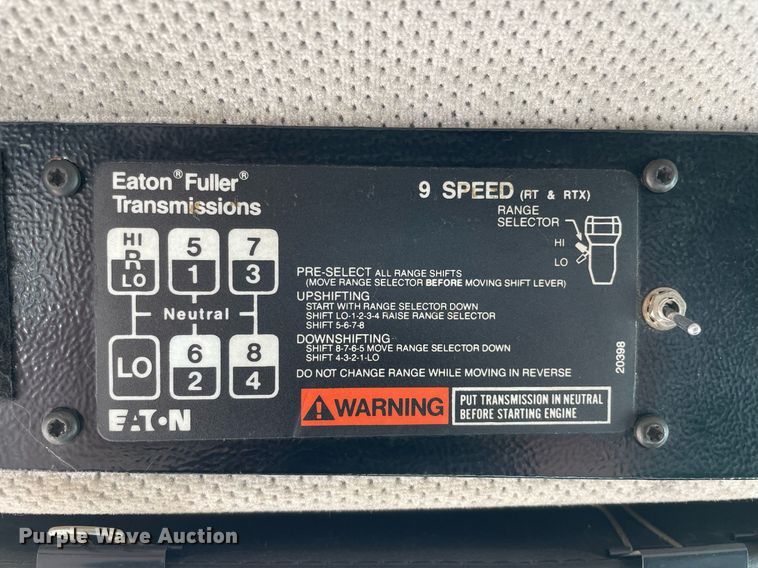 Eaton® Fuller®
Transmissions
9 SPEED (RT & RTX)
RANGE
SELECTOR
HI
LO
HI
R
LO
5
1
7
3
Neutral
LO
6
2
8
4
PRE-SELECT ALL RANGE SHIFTS
(MOVE RANGE SELECTOR BEFORE MOVING SHIFT LEVER)
UPSHIFTING
START WITH RANGE SELECTOR DOWN
SHIFT LO-1-2-3-4 RAISE RANGE SELECTOR
SHIFT 5-6-7-8
DOWNSHIFTING
SHIFT 8-7-6-5 MOVE RANGE SELECTOR DOWN
SHIFT 4-3-2-1-LO
DO NOT CHANGE RANGE WHILE MOVING IN REVERSE
20398
EATON
WARNING
PUT TRANSMISSION IN NEUTRAL
BEFORE STARTING ENGINE
Purple Wave Auction